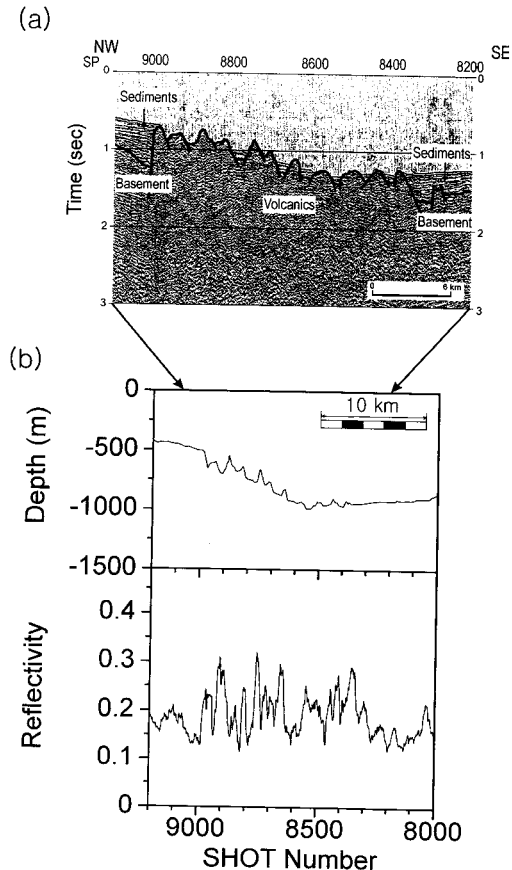 (a)
NW SE
SP 9000 8800 8600 8400 8200
0 0
Sediments
1 Sediments 1
Basement
Volcanics
Basement
Time (sec)
2 2
0 6 km
3 3
(b)
0
10 km
-500
Depth (m)
-1000
-1500
0.4
0.3
Reflectivity
0.2
0.1
0
9000 8500 8000
SHOT Number